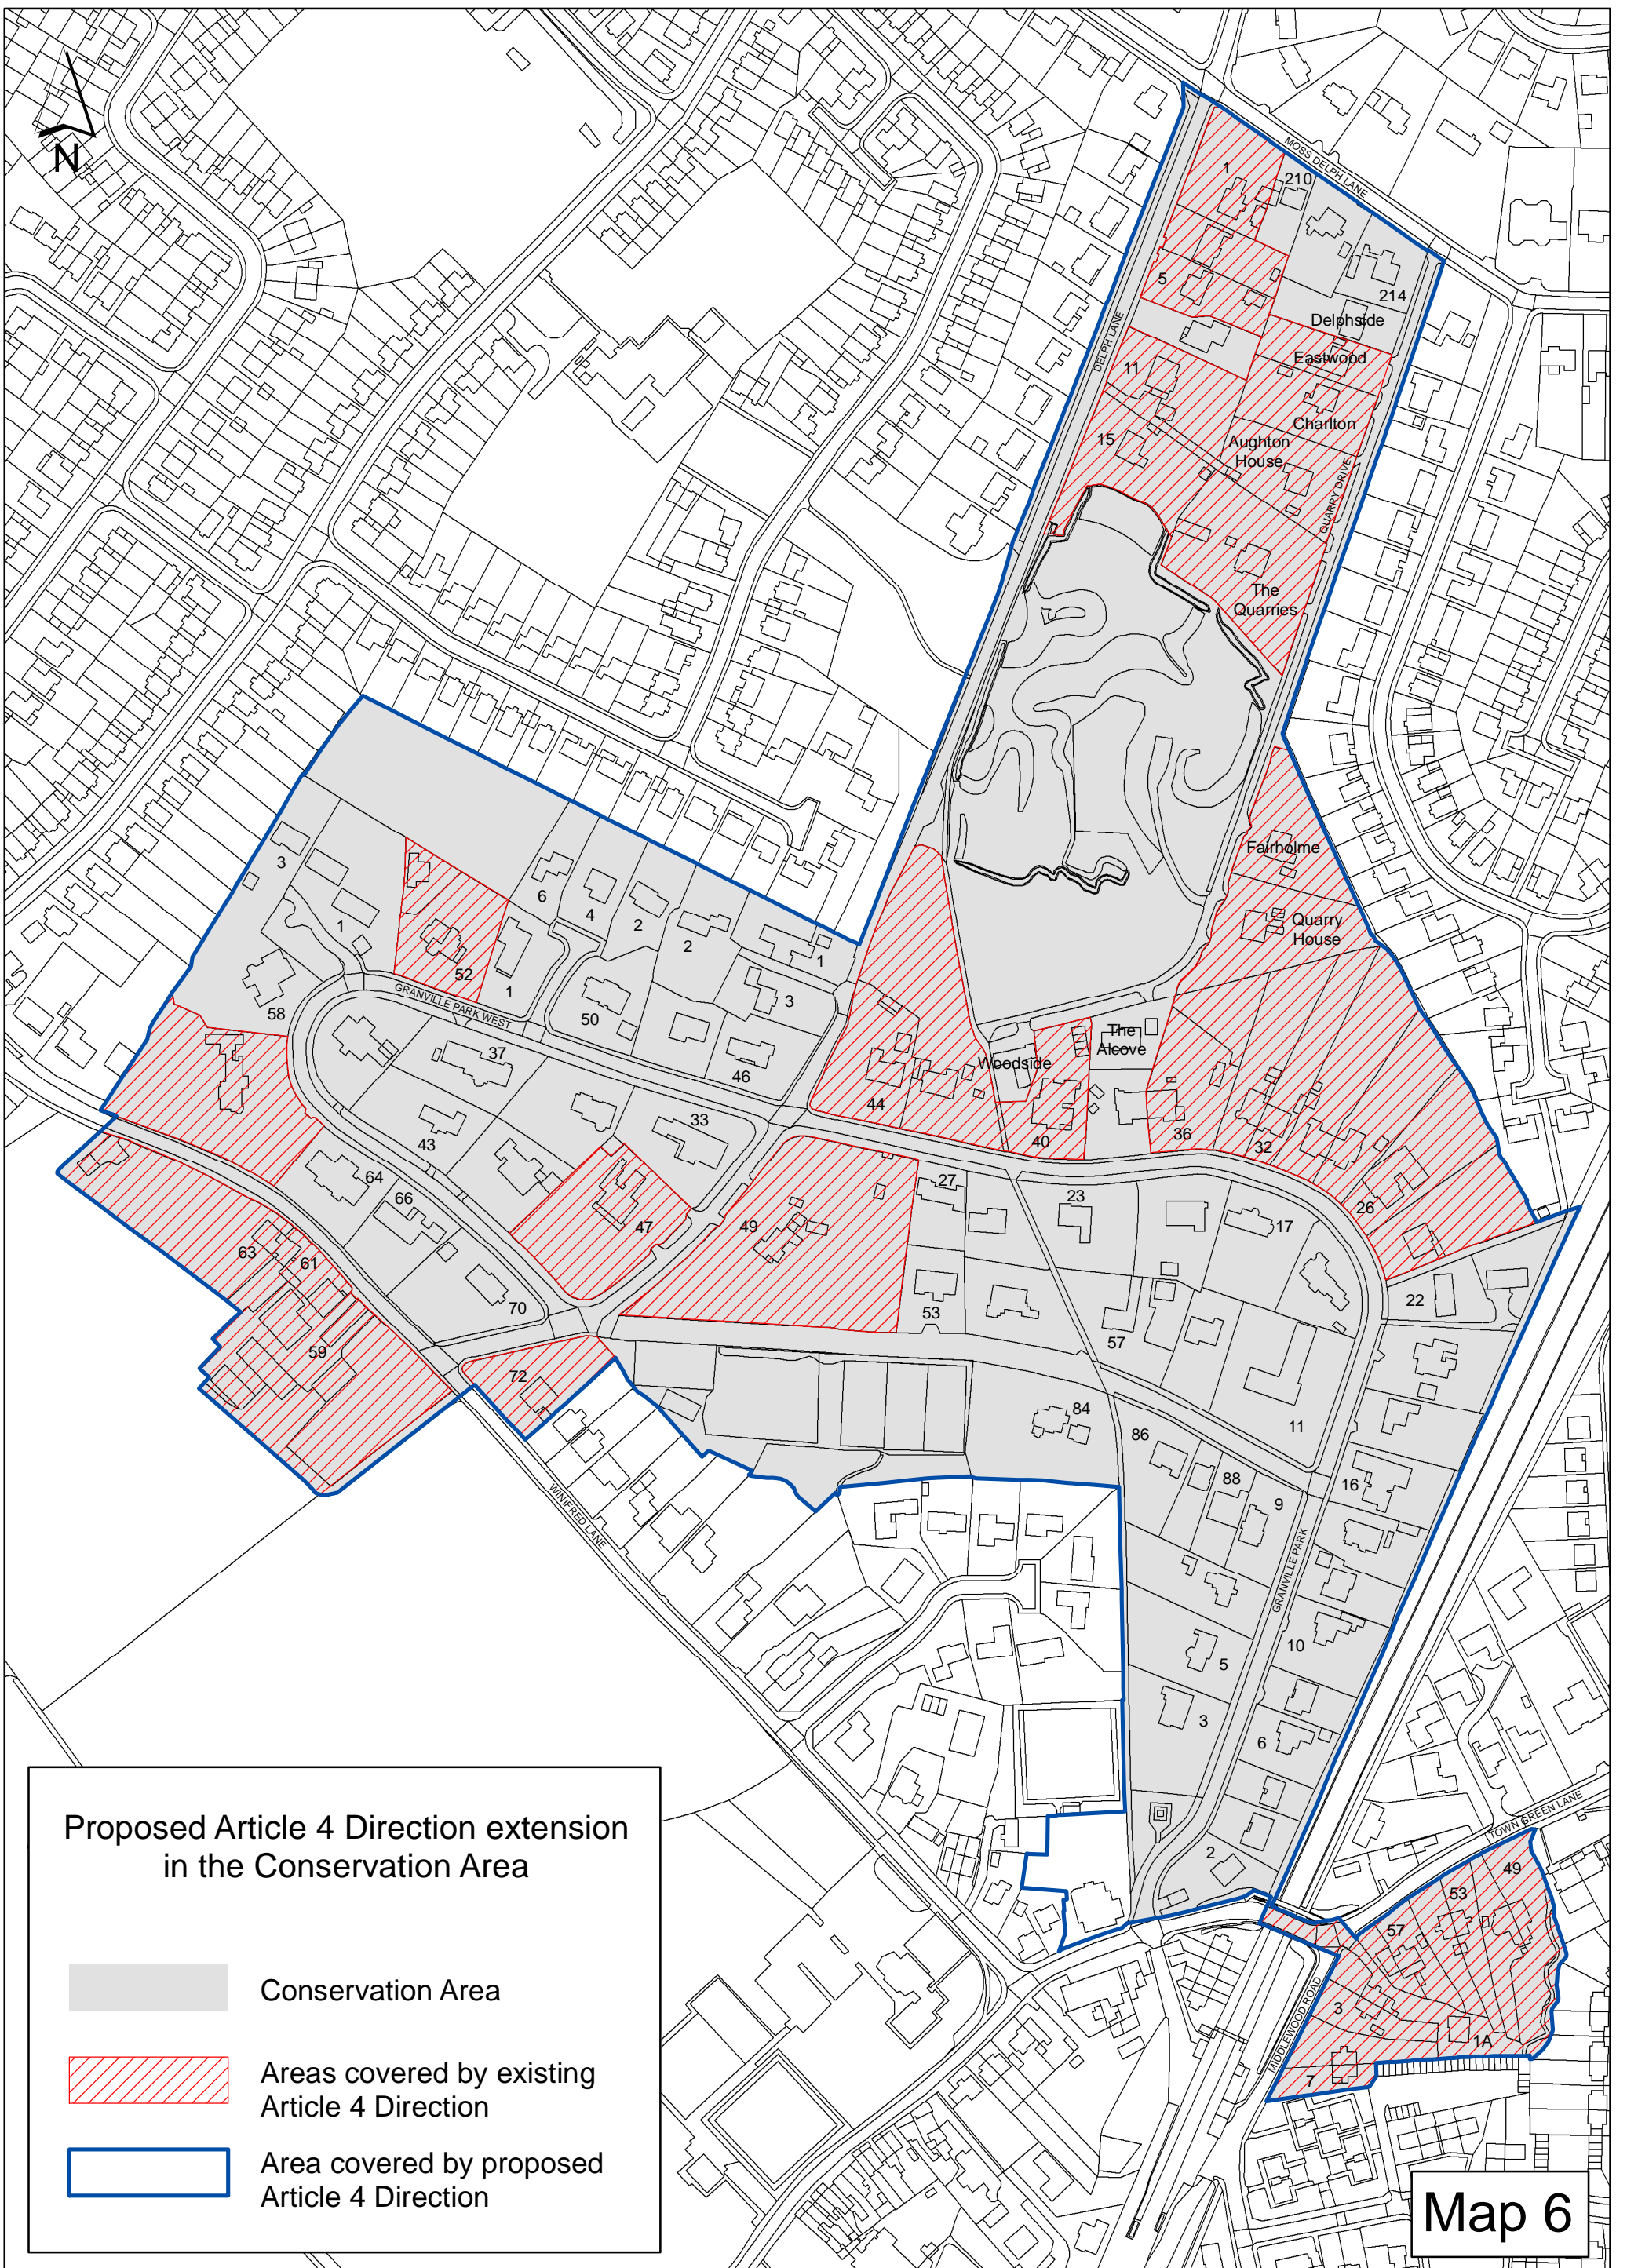 N
MOSS DELPH LANE
1
210
5
214
Delphside
DELPH LANE
Eastwood
11
Charlton
15
Aughton
House
QUARRY DRIVE
The
Quarries
Fairholme
3
6
4
2
2
1
1
52
1
Quarry
House
GRANVILLE PARK WEST
3
58
50
37
46
The
Alcove
Woodside
44
33
40
36
32
43
64
66
27
23
17
26
47
49
63
61
70
53
22
57
59
72
84
86
11
88
9
16
WINIFRED LANE
GRANVILLE PARK
10
5
3
6
2
TOWN GREEN LANE
49
53
57
3
1A
7
MIDDLEWOOD ROAD
Proposed Article 4 Direction extension
in the Conservation Area
Conservation Area
Areas covered by existing
Article 4 Direction
Area covered by proposed
Article 4 Direction
Map 6